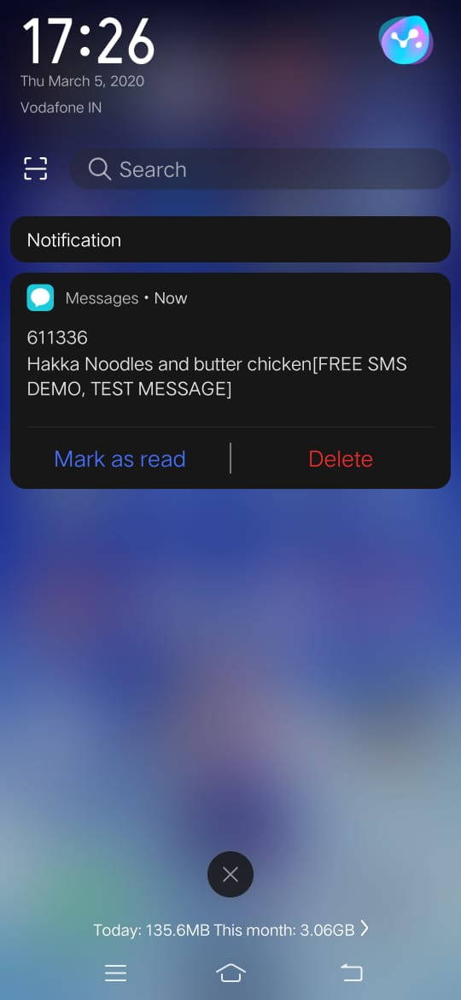 17:26
Thu March 5, 2020
Vodafone IN
Search
Notification
Messages • Now
611336
Hakka Noodles and butter chicken[FREE SMS
DEMO, TEST MESSAGE]
Mark as read
Delete
Today: 135.6MB This month: 3.06GB